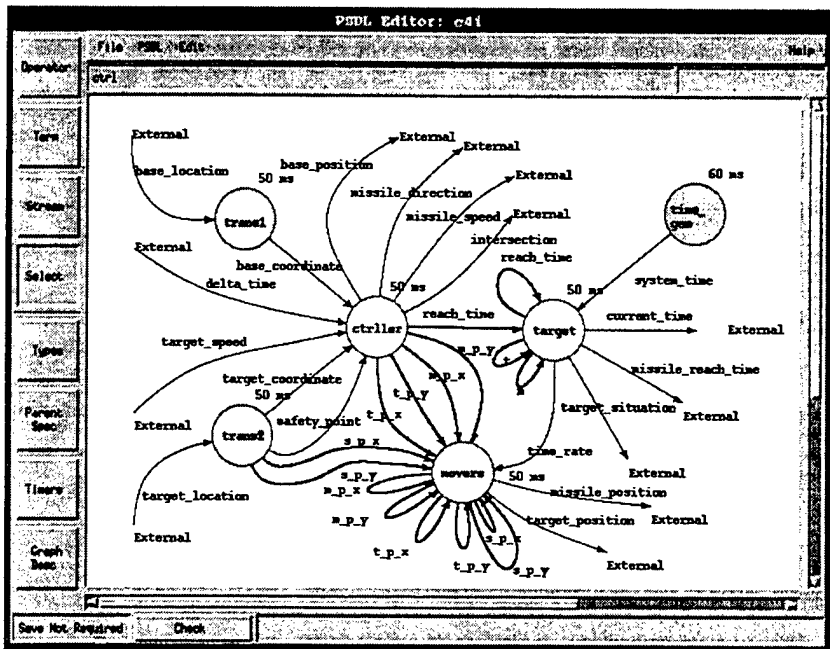 PSDL Editor: c4i
File PSDL Edit Help
ctrl
Operator
Term
Stream
Select
Types
Parent Spec
Timers
Graph Desc
External
base_location
50 ms
trans1
External
delta_time
base_coordinate
base_position
External
External
missile_direction
External
missile_speed
External
intersection
reach_time
60 ms
time_gen
system_time
50 ms
ctrller
reach_time
50 ms
target
current_time
External
target_speed
External
target_coordinate
50 ms
trans2
safety_point
target_location
External
m_p_Y
m_p_x
t_p_Y
t_p_x
missile_reach_time
External
target_situation
External
time_rate
s_p_x
s_p_Y
m_p_x
m_p_Y
t_p_x
t_p_Y
s_p_x
s_p_Y
movers
50 ms
missile_position
External
target_position
External
Save Not Required
Check